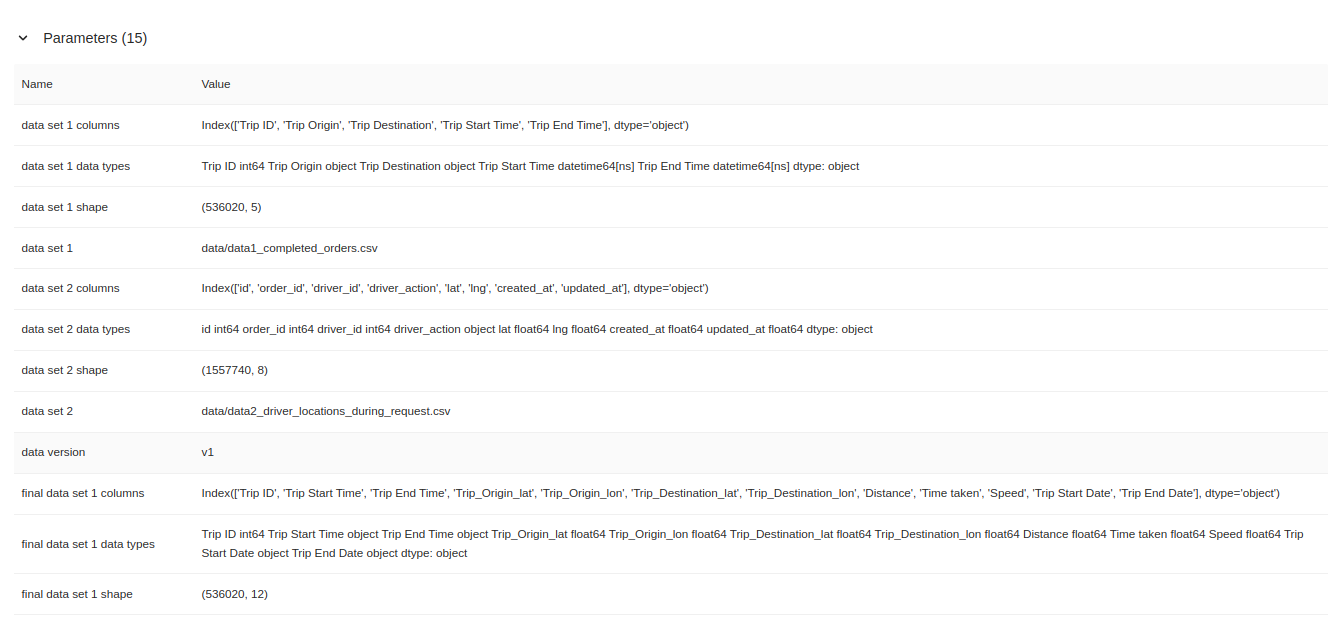 Parameters (15)
Name Value
data set 1 columns Index(['Trip ID', 'Trip Origin', 'Trip Destination', 'Trip Start Time', 'Trip End Time'], dtype='object')
data set 1 data types Trip ID int64 Trip Origin object Trip Destination object Trip Start Time datetime64[ns] Trip End Time datetime64[ns] dtype: object
data set 1 shape (536020, 5)
data set 1 data/data1_completed_orders.csv
data set 2 columns Index(['id', 'order_id', 'driver_id', 'driver_action', 'lat', 'lng', 'created_at', 'updated_at'], dtype='object')
data set 2 data types id int64 order_id int64 driver_id int64 driver_action object lat float64 lng float64 created_at float64 updated_at float64 dtype: object
data set 2 shape (1557740, 8)
data set 2 data/data2_driver_locations_during_request.csv
data version v1
final data set 1 columns Index(['Trip ID', 'Trip Start Time', 'Trip End Time', 'Trip_Origin_lat', 'Trip_Origin_lon', 'Trip_Destination_lat', 'Trip_Destination_lon', 'Distance', 'Time taken', 'Speed', 'Trip Start Date', 'Trip End Date'], dtype='object')
final data set 1 data types Trip ID int64 Trip Start Time object Trip End Time object Trip_Origin_lat float64 Trip_Origin_lon float64 Trip_Destination_lat float64 Trip_Destination_lon float64 Distance float64 Time taken float64 Speed float64 Trip
Start Date object Trip End Date object dtype: object
final data set 1 shape (536020, 12)